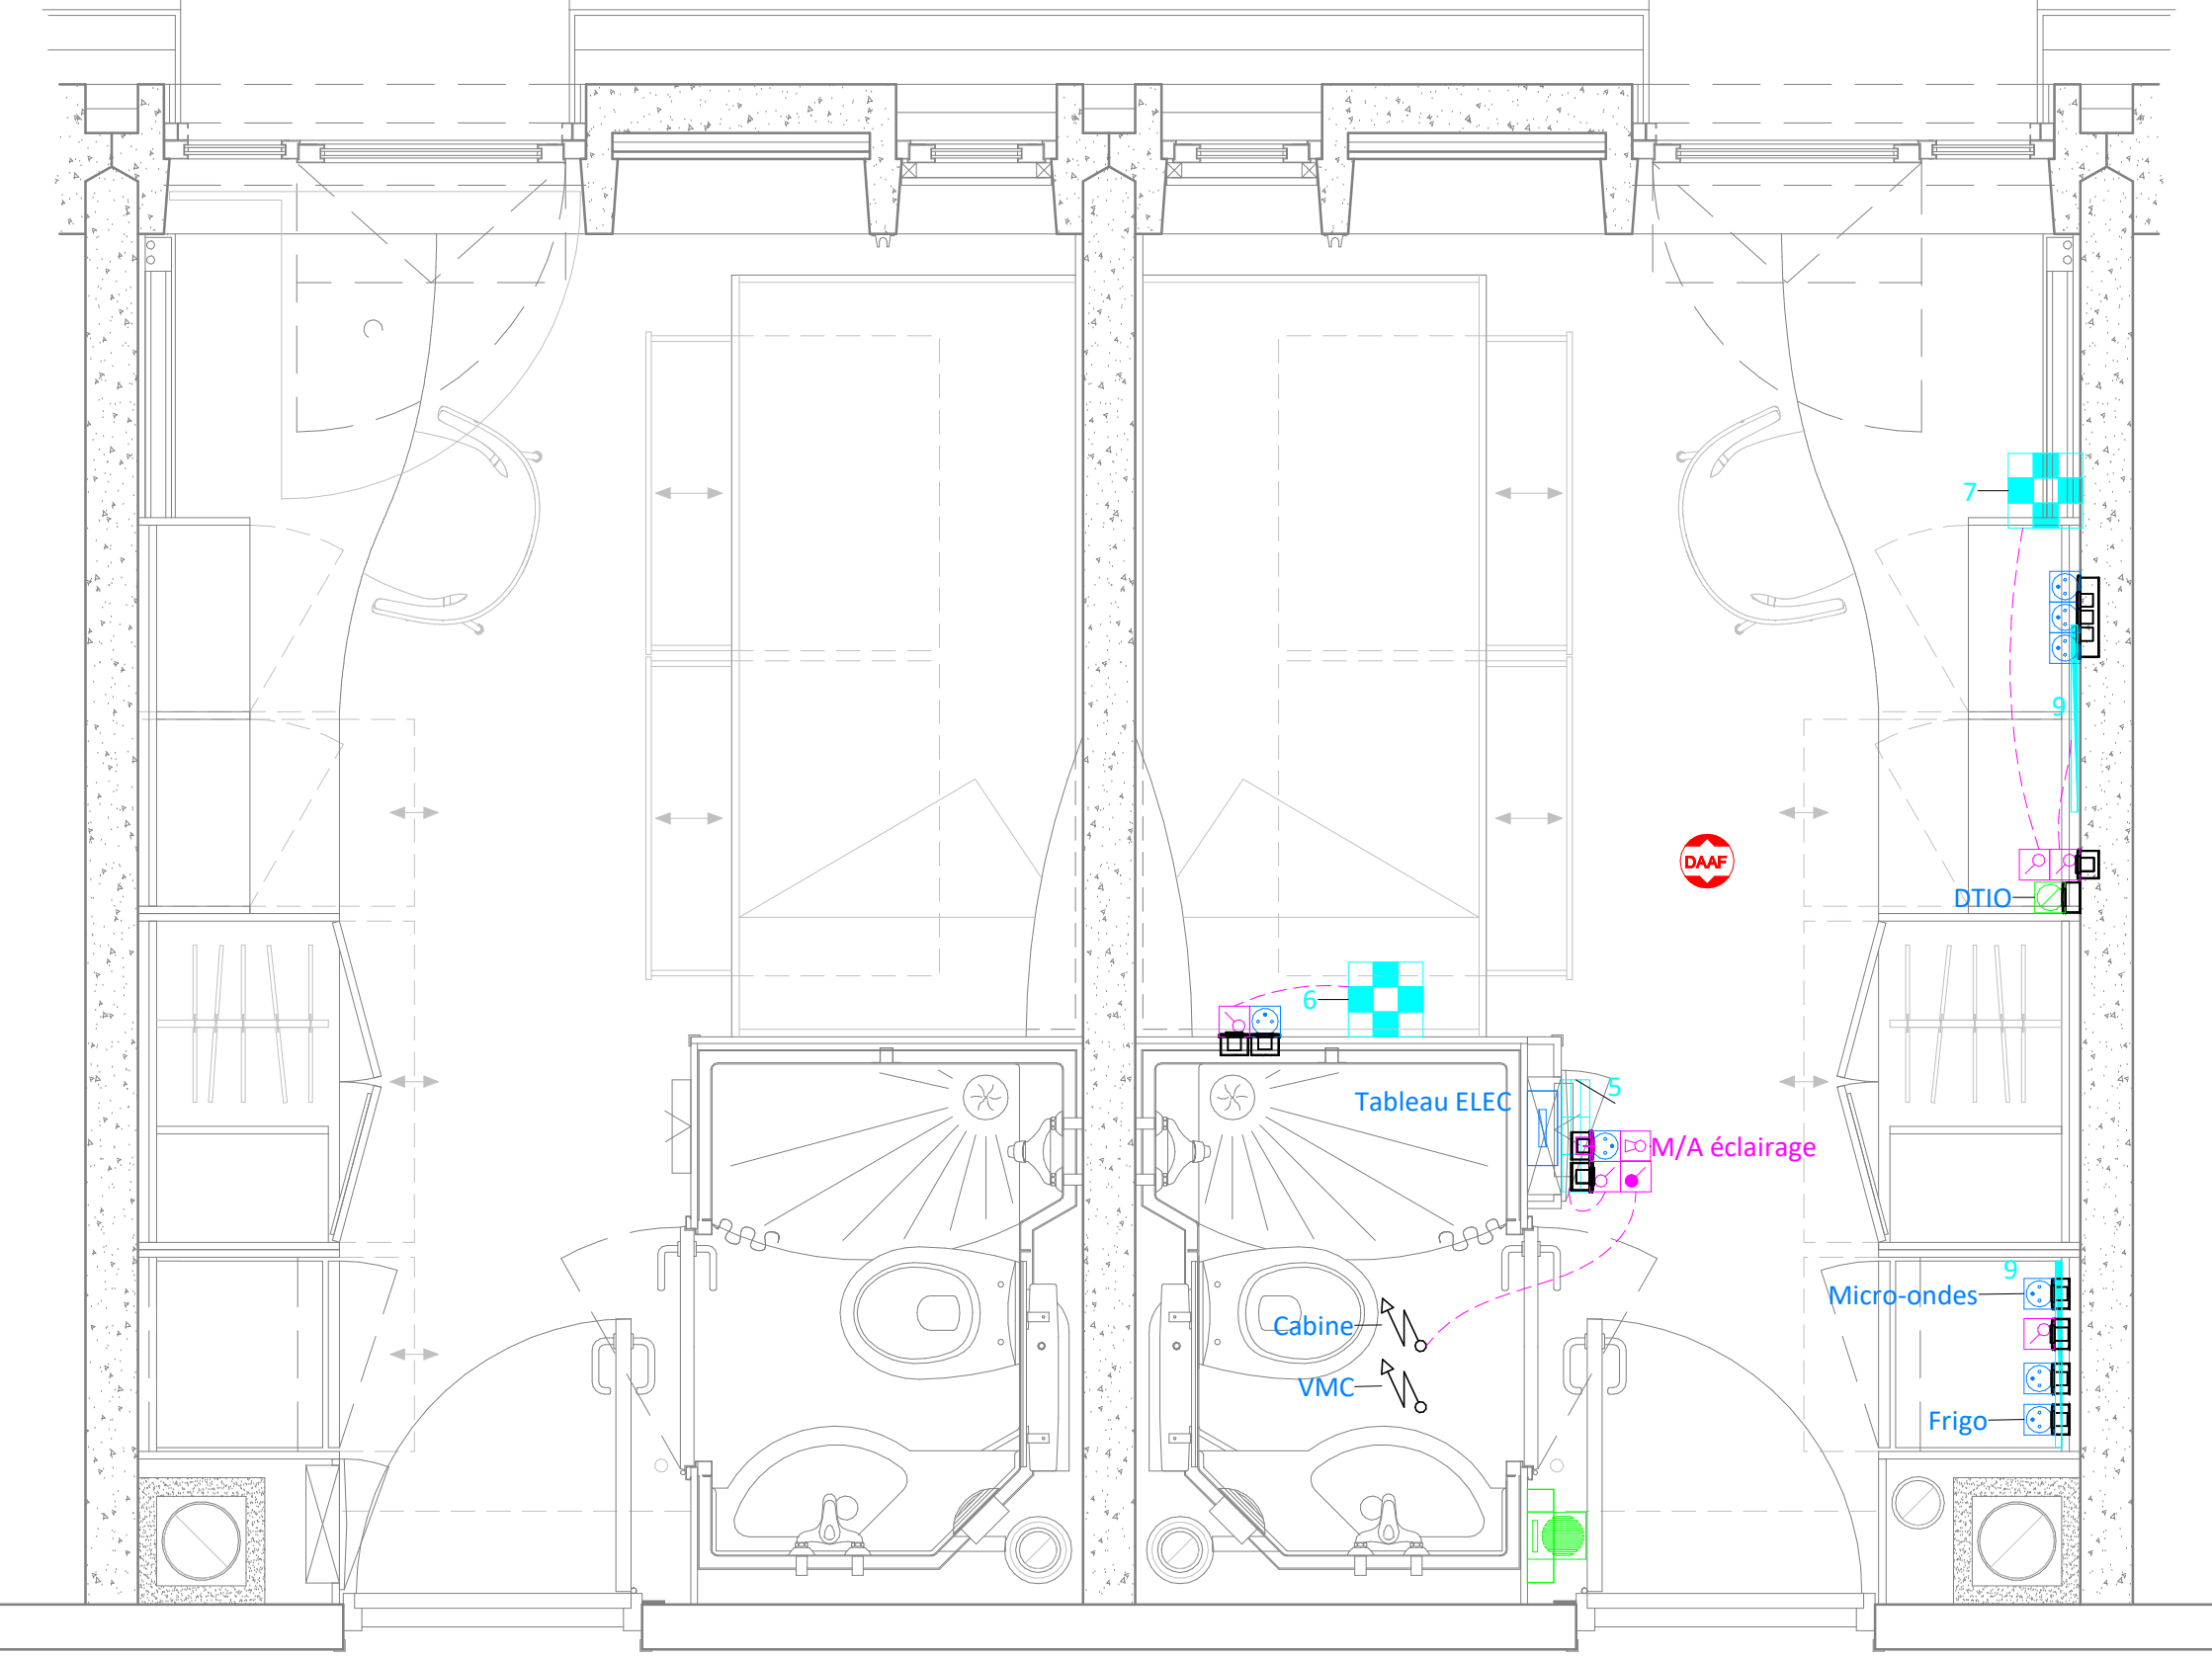 7
9
DAAF
DTIO
6
5
Tableau ELEC
M/A éclairage
9
Micro-ondes
Cabine
VMC
Frigo